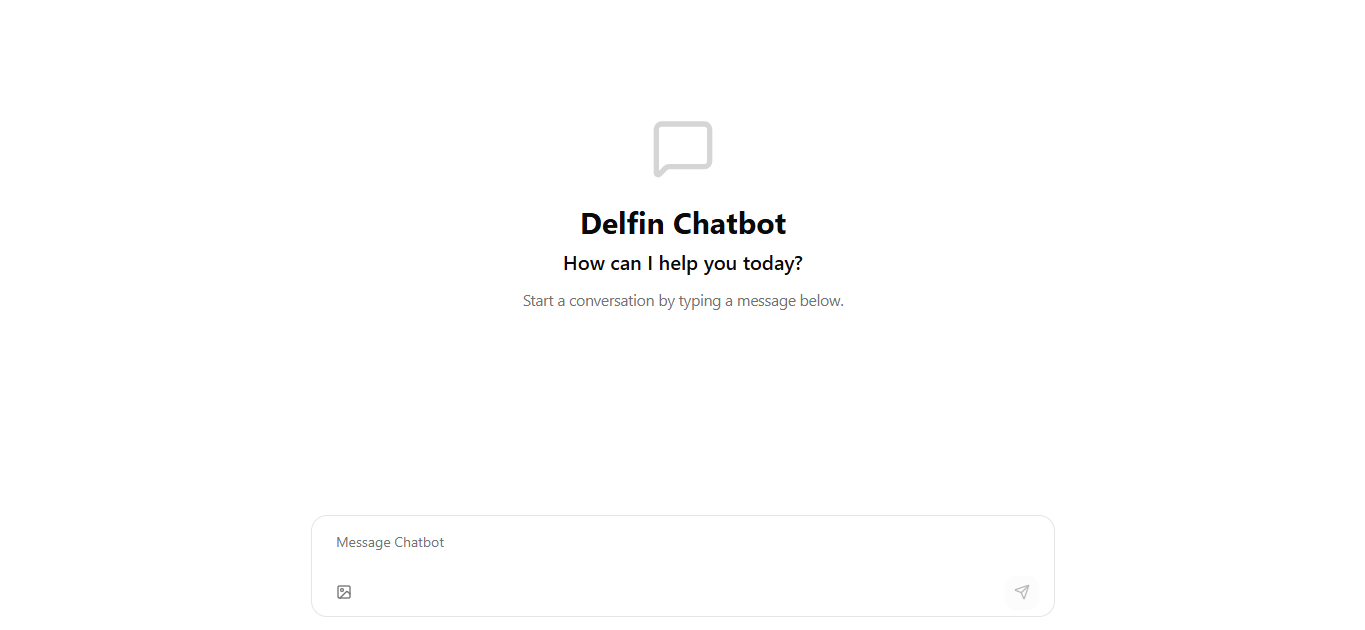 Delfin Chatbot
How can I help you today?
Start a conversation by typing a message below.
Message Chatbot